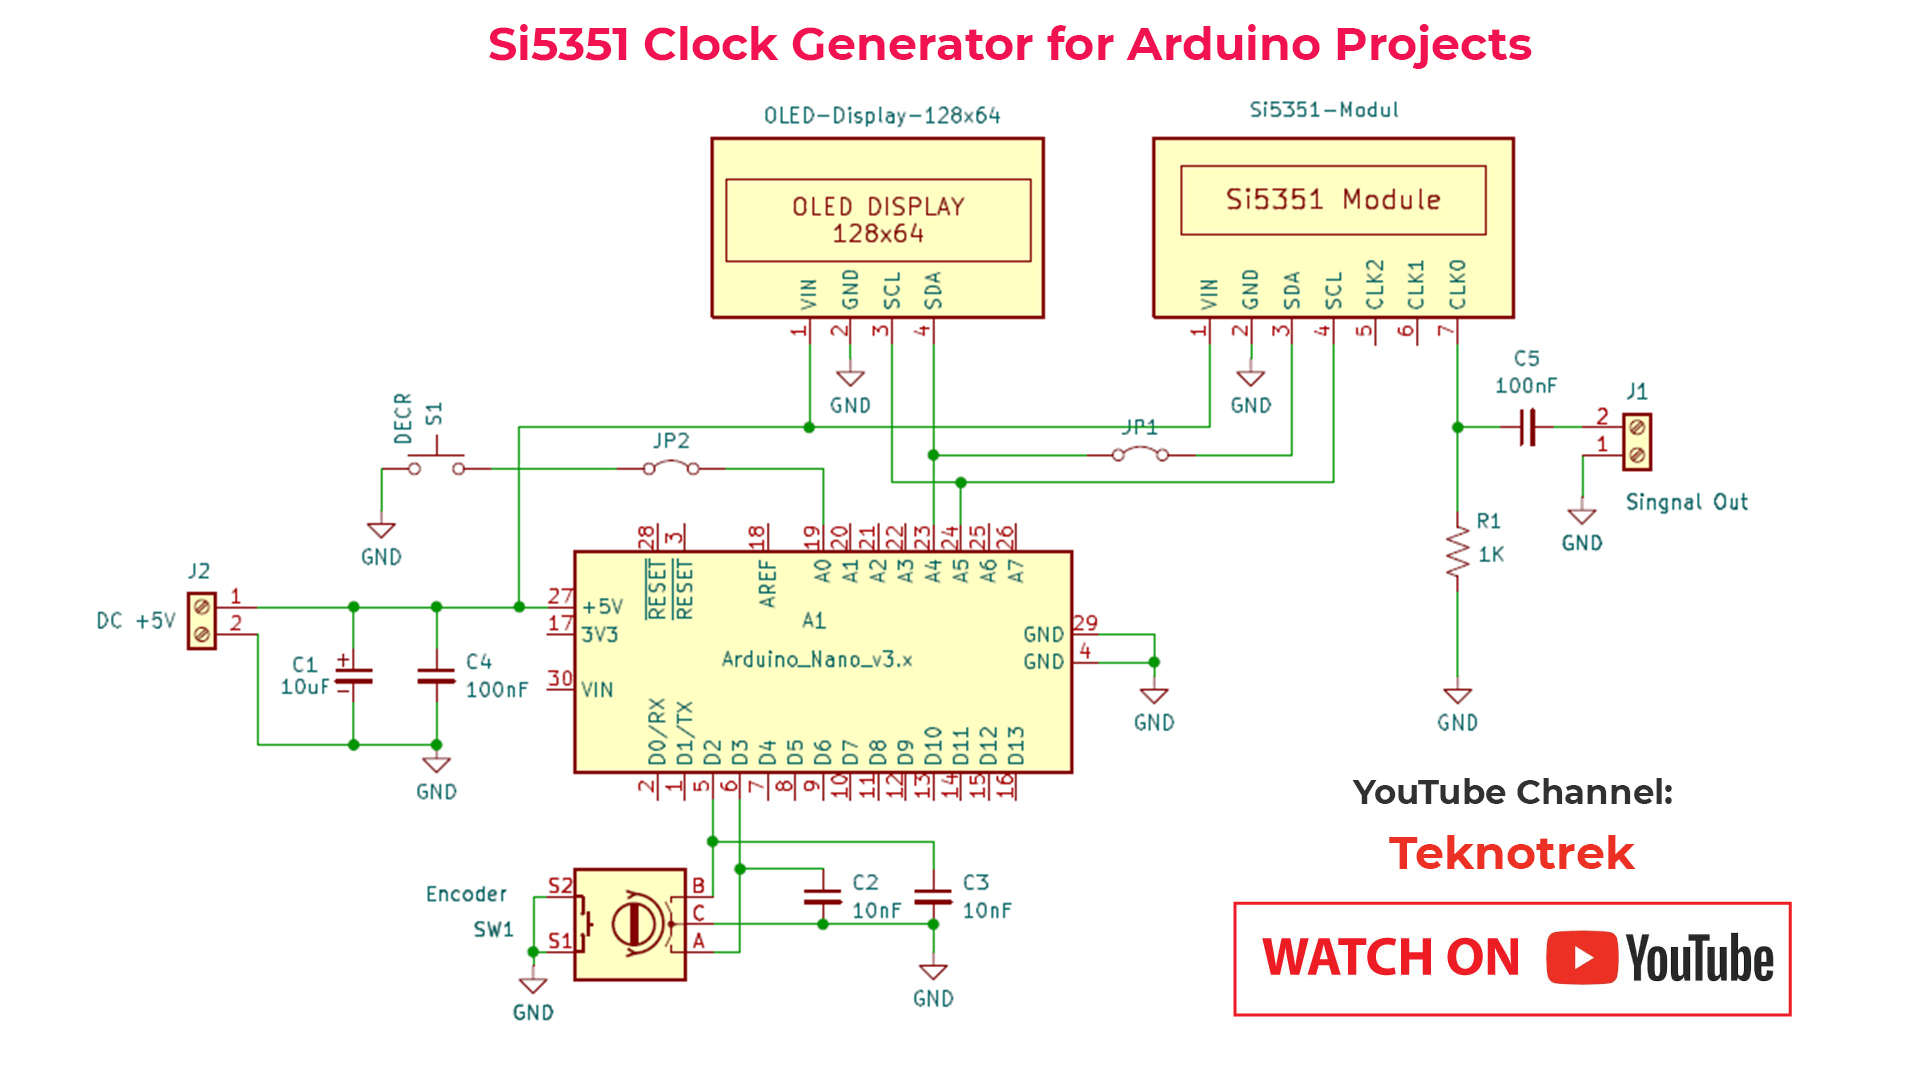 Si5351 Clock Generator for Arduino Projects
OLED-Display-128x64
Si5351-Modul
OLED DISPLAY
128x64
Si5351 Module
VIN GND SCL SDA
VIN GND SDA SCL CLK2 CLK1 CLK0
1 2 3 4
1 2 3 4 5 6 7
GND
GND
C5
100nF
J1
2
1
Singnal Out
GND
DECR
S1
JP2
JP1
GND
R1
1K
GND
28 3 18 19 20 21 22 23 24 25 26
RESET RESET AREF A0 A1 A2 A3 A4 A5 A6 A7
J2
DC +5V
1
2
C1
10uF
+
−
C4
100nF
GND
27 +5V
17 3V3
30 VIN
A1
Arduino_Nano_v3.x
GND 29
GND 4
GND
D0/RX D1/TX D2 D3 D4 D5 D6 D7 D8 D9 D10 D11 D12 D13
2 1 5 6 7 8 9 10 11 12 13 14 15 16
Encoder
SW1
S2
S1
B
C
A
C2
10nF
C3
10nF
GND
GND
YouTube Channel:
Teknotrek
WATCH ON YouTube